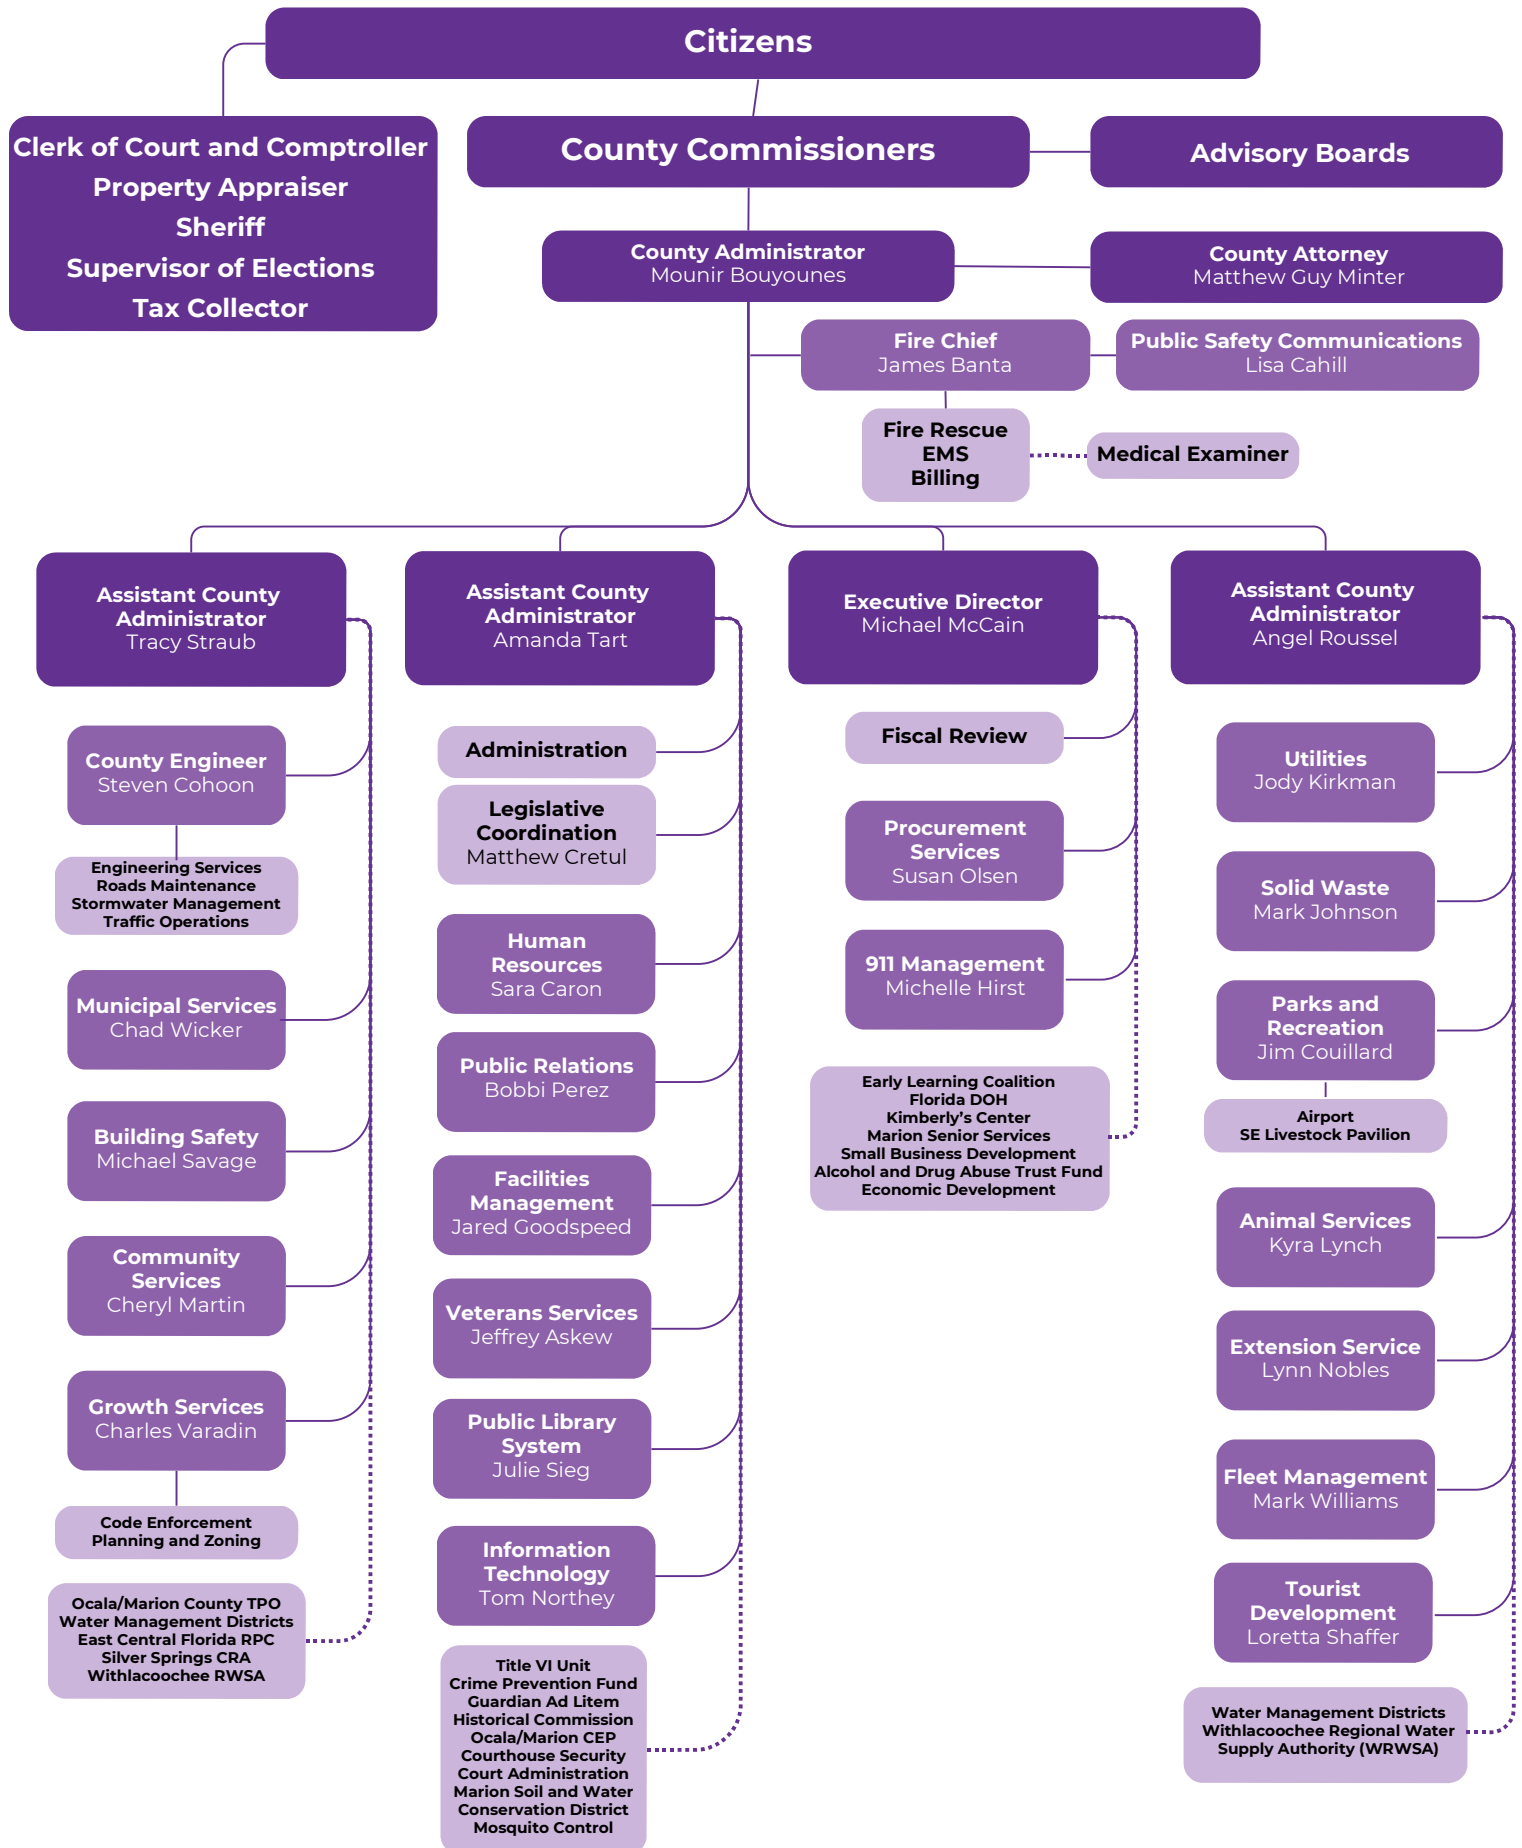 Citizens
Clerk of Court and Comptroller
Property Appraiser
Sheriff
Supervisor of Elections
Tax Collector
County Commissioners
Advisory Boards
County Administrator
Mounir Bouyounes
County Attorney
Matthew Guy Minter
Fire Chief
James Banta
Public Safety Communications
Lisa Cahill
Fire Rescue
EMS
Billing
Medical Examiner
Assistant County
Administrator
Tracy Straub
County Engineer
Steven Cohoon
Engineering Services
Roads Maintenance
Stormwater Management
Traffic Operations
Municipal Services
Chad Wicker
Building Safety
Michael Savage
Community
Services
Cheryl Martin
Growth Services
Charles Varadin
Code Enforcement
Planning and Zoning
Ocala/Marion County TPO
Water Management Districts
East Central Florida RPC
Silver Springs CRA
Withlacoochee RWSA
Assistant County
Administrator
Amanda Tart
Administration
Legislative
Coordination
Matthew Cretul
Human
Resources
Sara Caron
Public Relations
Bobbi Perez
Facilities
Management
Jared Goodspeed
Veterans Services
Jeffrey Askew
Public Library
System
Julie Sieg
Information
Technology
Tom Northey
Title VI Unit
Crime Prevention Fund
Guardian Ad Litem
Historical Commission
Ocala/Marion CEP
Courthouse Security
Court Administration
Marion Soil and Water
Conservation District
Mosquito Control
Executive Director
Michael McCain
Fiscal Review
Procurement
Services
Susan Olsen
911 Management
Michelle Hirst
Early Learning Coalition
Florida DOH
Kimberly’s Center
Marion Senior Services
Small Business Development
Alcohol and Drug Abuse Trust Fund
Economic Development
Assistant County
Administrator
Angel Roussel
Utilities
Jody Kirkman
Solid Waste
Mark Johnson
Parks and
Recreation
Jim Couillard
Airport
SE Livestock Pavilion
Animal Services
Kyra Lynch
Extension Service
Lynn Nobles
Fleet Management
Mark Williams
Tourist
Development
Loretta Shaffer
Water Management Districts
Withlacoochee Regional Water
Supply Authority (WRWSA)